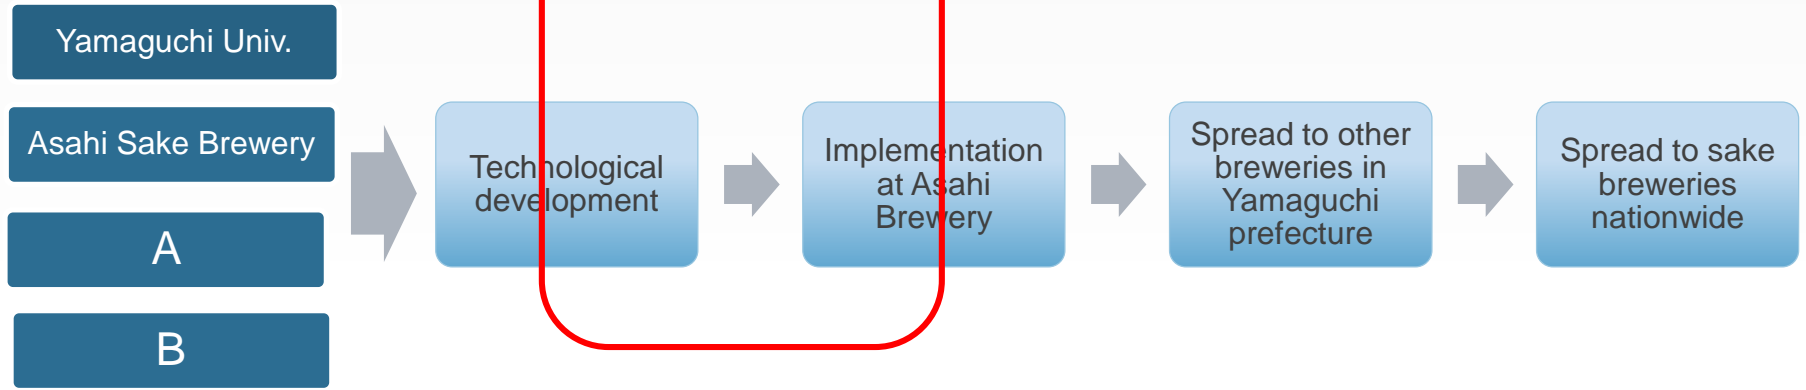 Yamaguchi Univ.
Asahi Sake Brewery
A
B
Technological
development
Implementation
at Asahi
Brewery
Spread to other
breweries in
Yamaguchi
prefecture
Spread to sake
breweries
nationwide